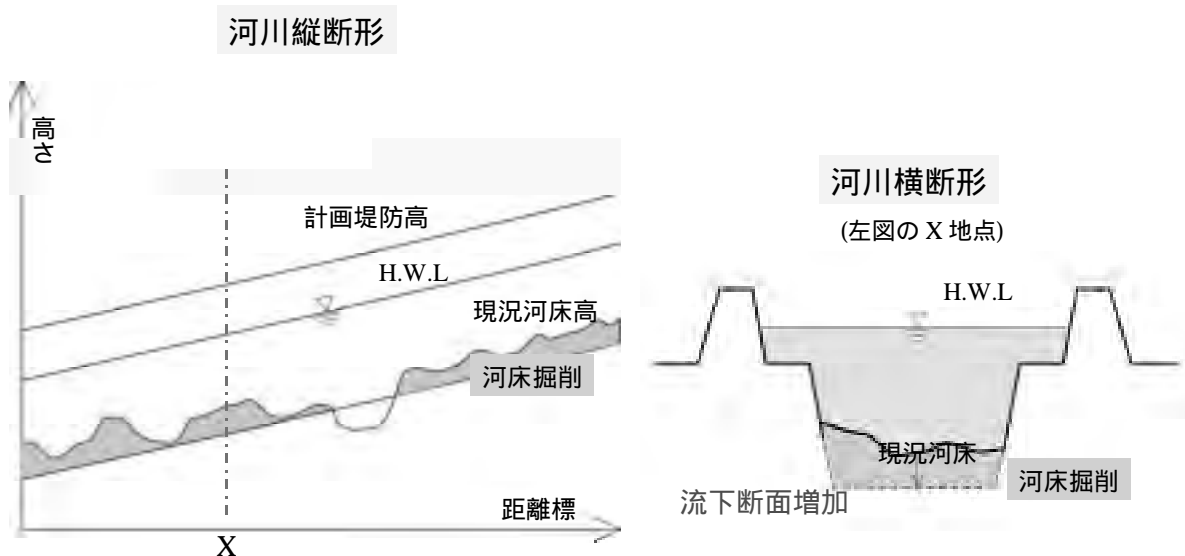 河川縦断形
高さ
計画堤防高
H.W.L
現況河床高
河床掘削
距離標
X
河川横断形
(左図の X 地点)
H.W.L
現況河床
河床掘削
流下断面増加